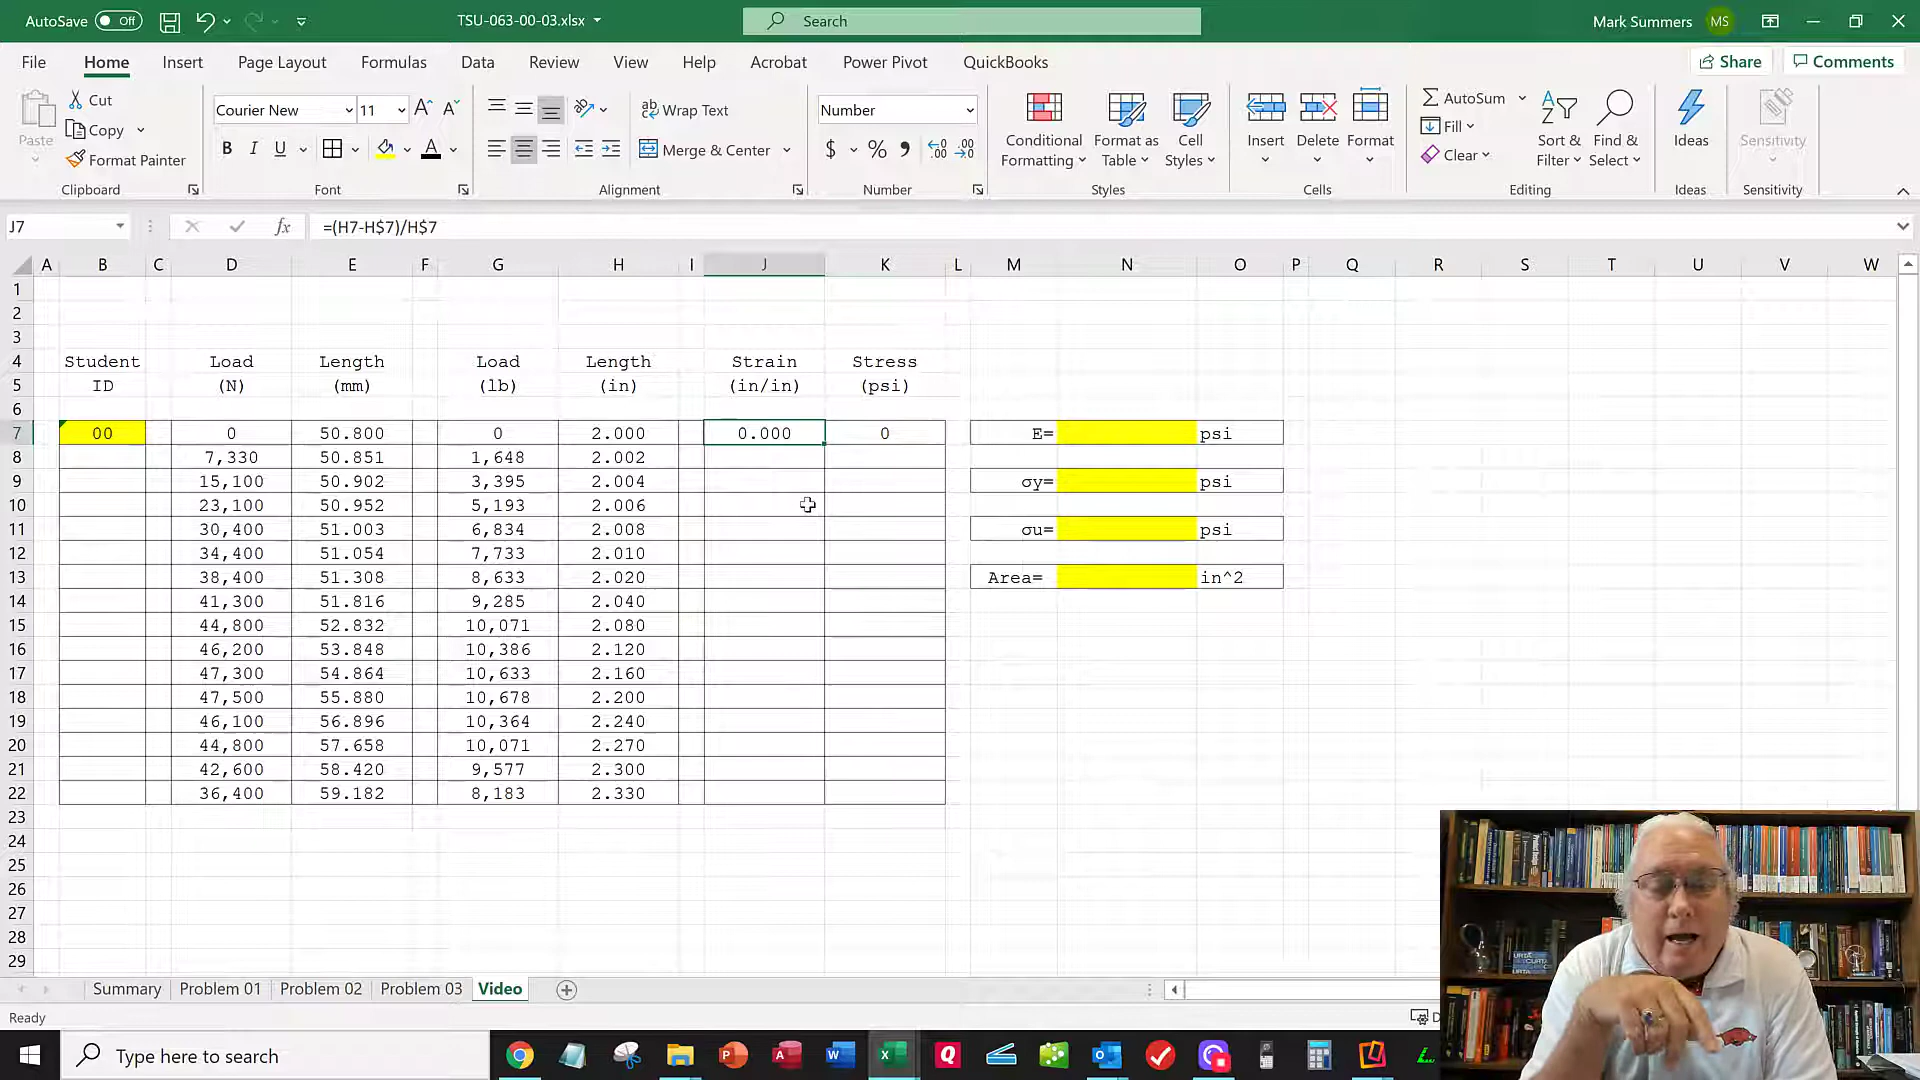 AutoSave Off TSU-063-00-03.xlsx Search Mark Summers MS
File Home Insert Page Layout Formulas Data Review View Help Acrobat Power Pivot QuickBooks Share Comments
Paste Cut Copy Format Painter Clipboard
Courier New 11 B I U A Font
ab Wrap Text Merge & Center Alignment
Number $ % Number
Conditional Formatting Format as Table Cell Styles Styles
Insert Delete Format Cells
AutoSum Fill Clear Sort & Filter Find & Select Editing
Ideas Ideas
Sensitivity Sensitivity
J7 fx =(H7-H$7)/H$7
A B C D E F G H I J K L M N O P Q R S T U V W
1
2
3
4 Student Load Length Load Length Strain Stress
5 ID (N) (mm) (lb) (in) (in/in) (psi)
6
7 00 0 50.800 0 2.000 0.000 0 E= psi
8 7,330 50.851 1,648 2.002
9 15,100 50.902 3,395 2.004 σy= psi
10 23,100 50.952 5,193 2.006
11 30,400 51.003 6,834 2.008 σu= psi
12 34,400 51.054 7,733 2.010
13 38,400 51.308 8,633 2.020 Area= in^2
14 41,300 51.816 9,285 2.040
15 44,800 52.832 10,071 2.080
16 46,200 53.848 10,386 2.120
17 47,300 54.864 10,633 2.160
18 47,500 55.880 10,678 2.200
19 46,100 56.896 10,364 2.240
20 44,800 57.658 10,071 2.270
21 42,600 58.420 9,577 2.300
22 36,400 59.182 8,183 2.330
23
24
25
26
27
28
29
Summary Problem 01 Problem 02 Problem 03 Video
Ready
Type here to search